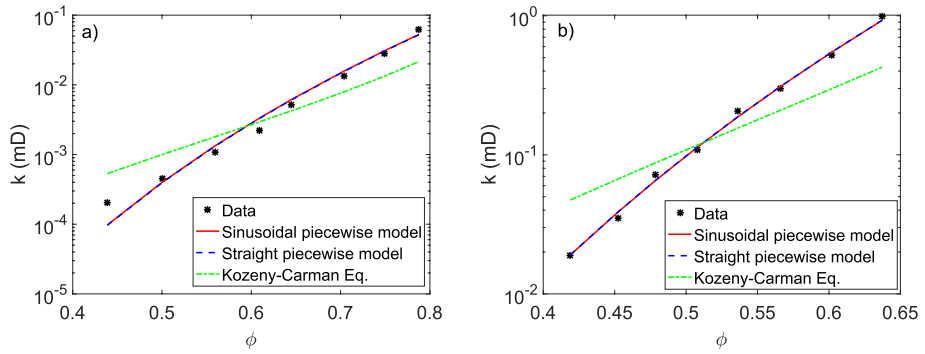 a)
10^-1
10^-2
10^-3
10^-4
10^-5
k (mD)
0.4 0.5 0.6 0.7 0.8
ϕ
Data
Sinusoidal piecewise model
Straight piecewise model
Kozeny-Carman Eq.
b)
10^0
10^-1
10^-2
k (mD)
0.4 0.45 0.5 0.55 0.6 0.65
ϕ
Data
Sinusoidal piecewise model
Straight piecewise model
Kozeny-Carman Eq.